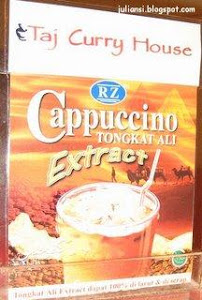 juliansi.blogspot.com
Taj Curry House
RZ
Cappuccino
TONGKAT ALI
Extract
Tongkat Ali Extract dapat 100% di larut & di serap